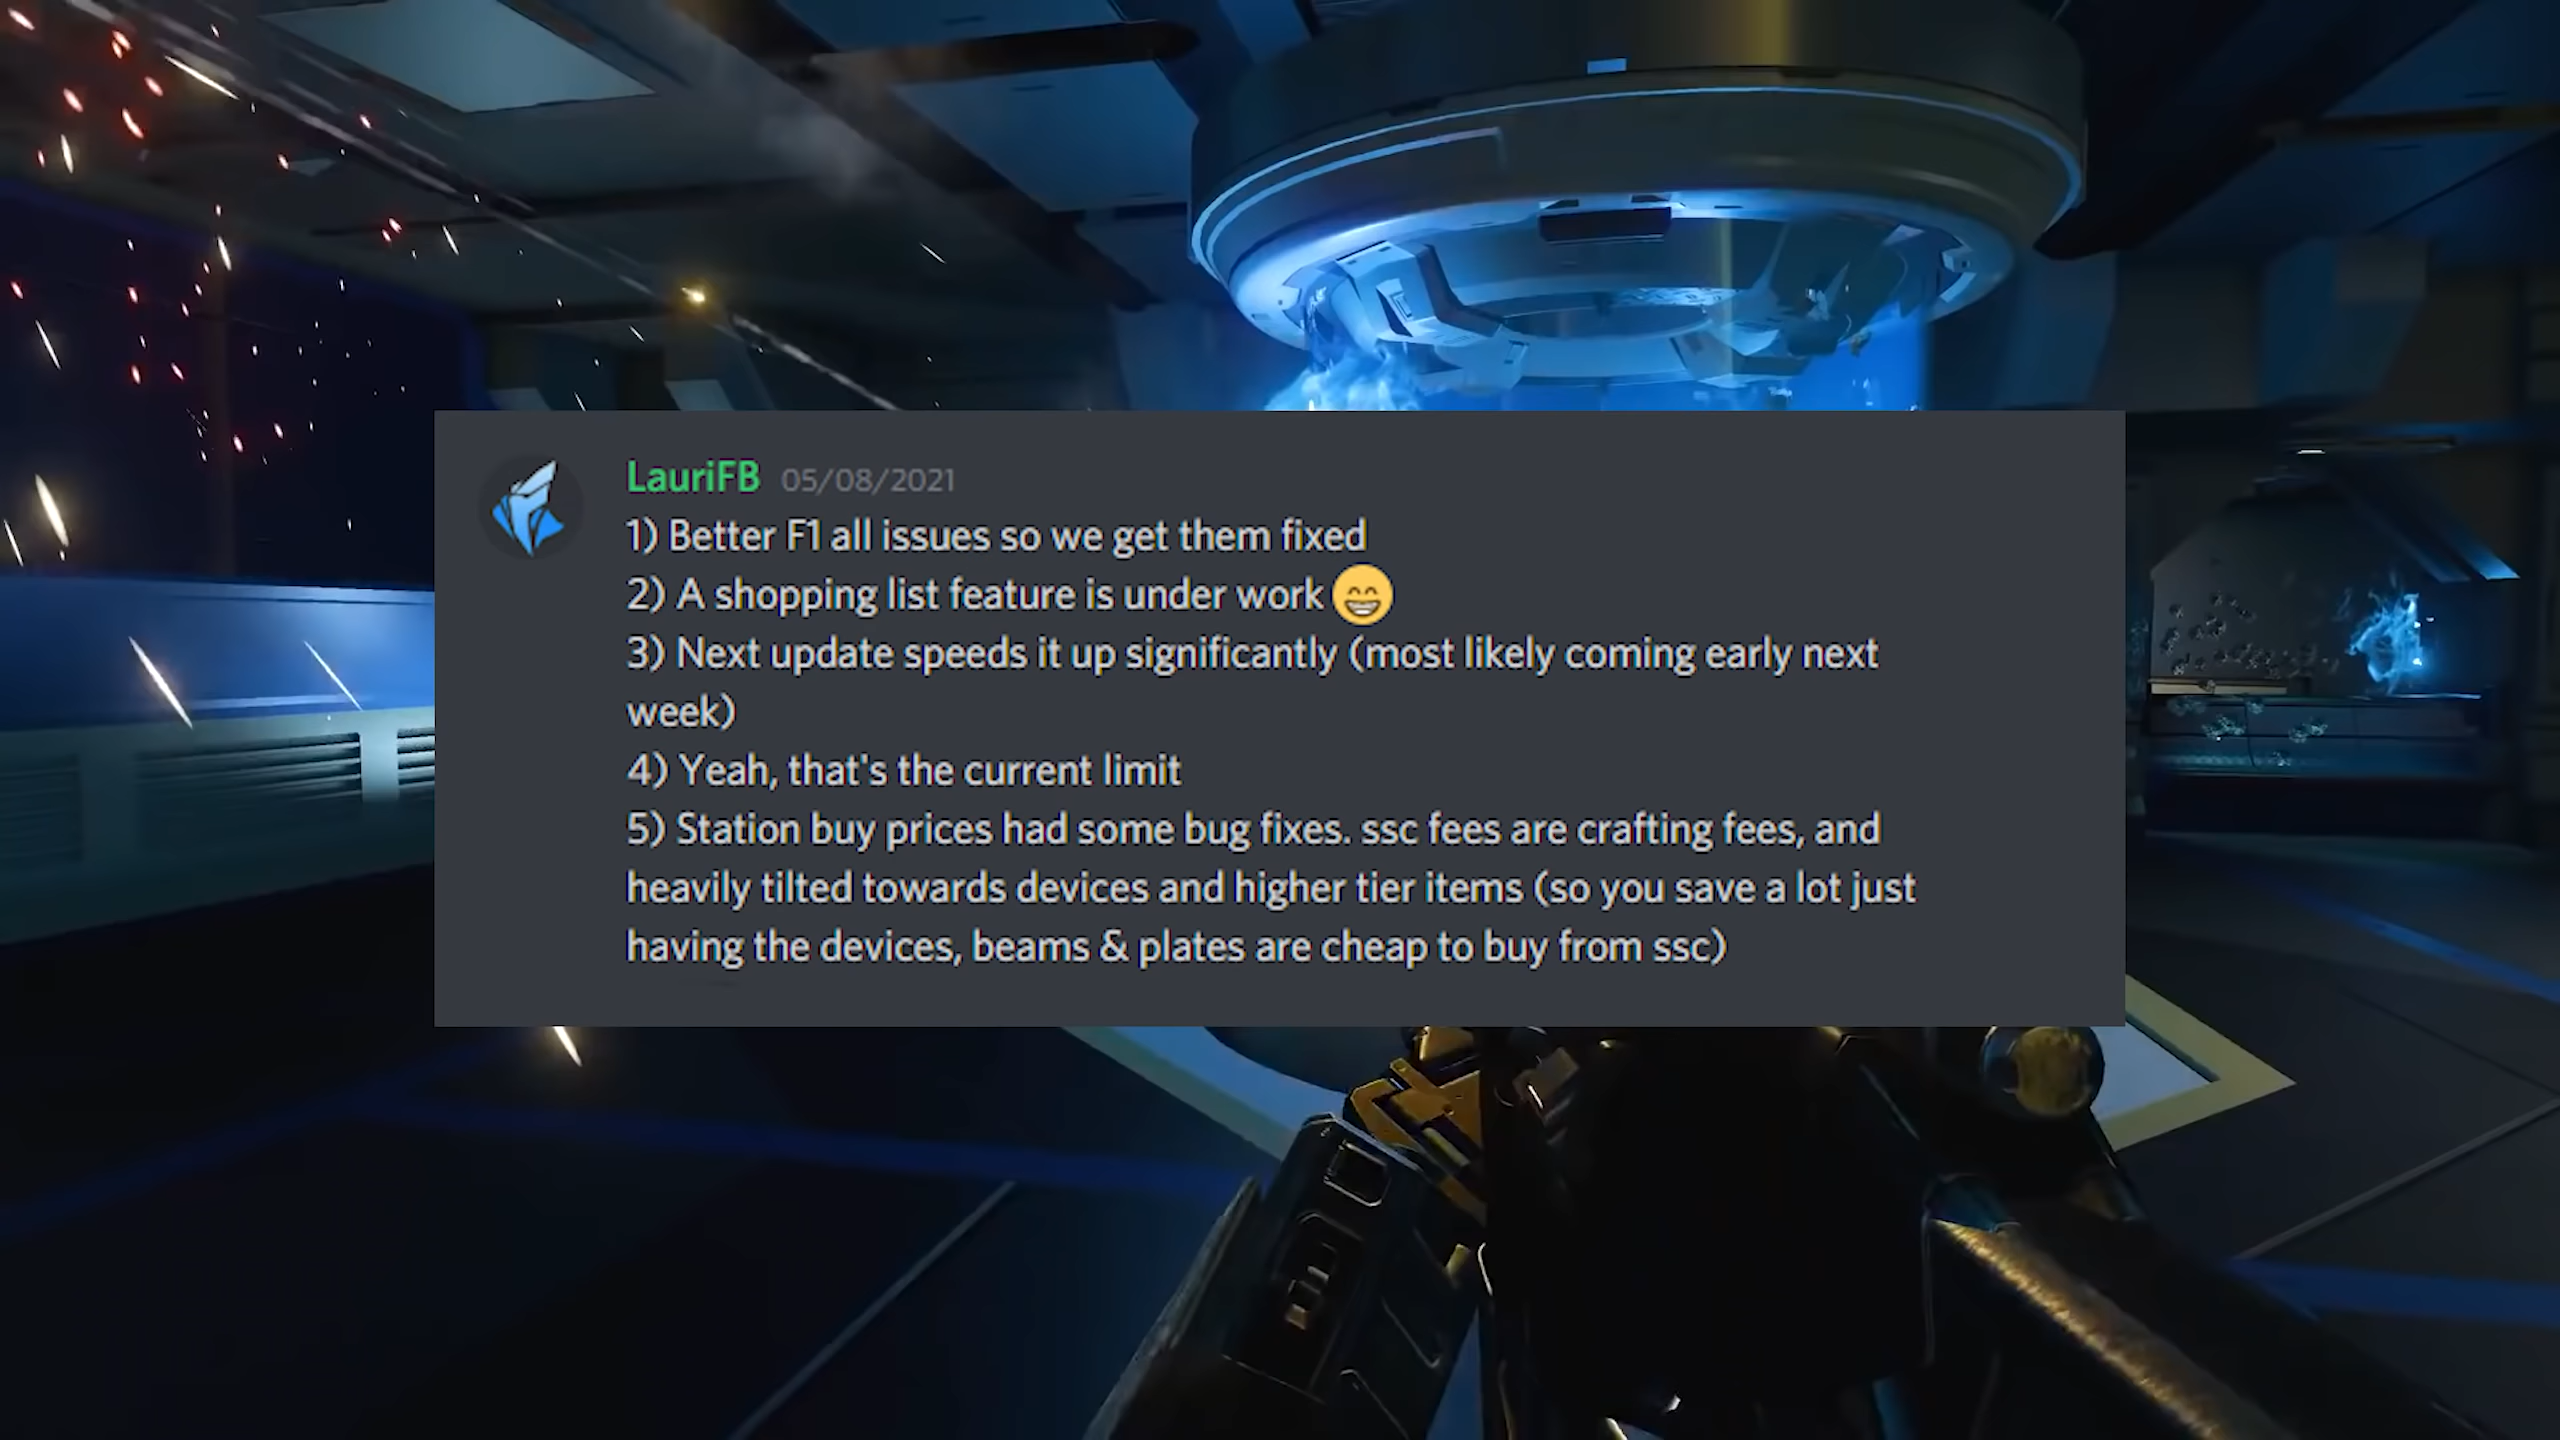 LauriFB 05/08/2021
1) Better F1 all issues so we get them fixed
2) A shopping list feature is under work 😁
3) Next update speeds it up significantly (most likely coming early next
week)
4) Yeah, that's the current limit
5) Station buy prices had some bug fixes. ssc fees are crafting fees, and
heavily tilted towards devices and higher tier items (so you save a lot just
having the devices, beams & plates are cheap to buy from ssc)